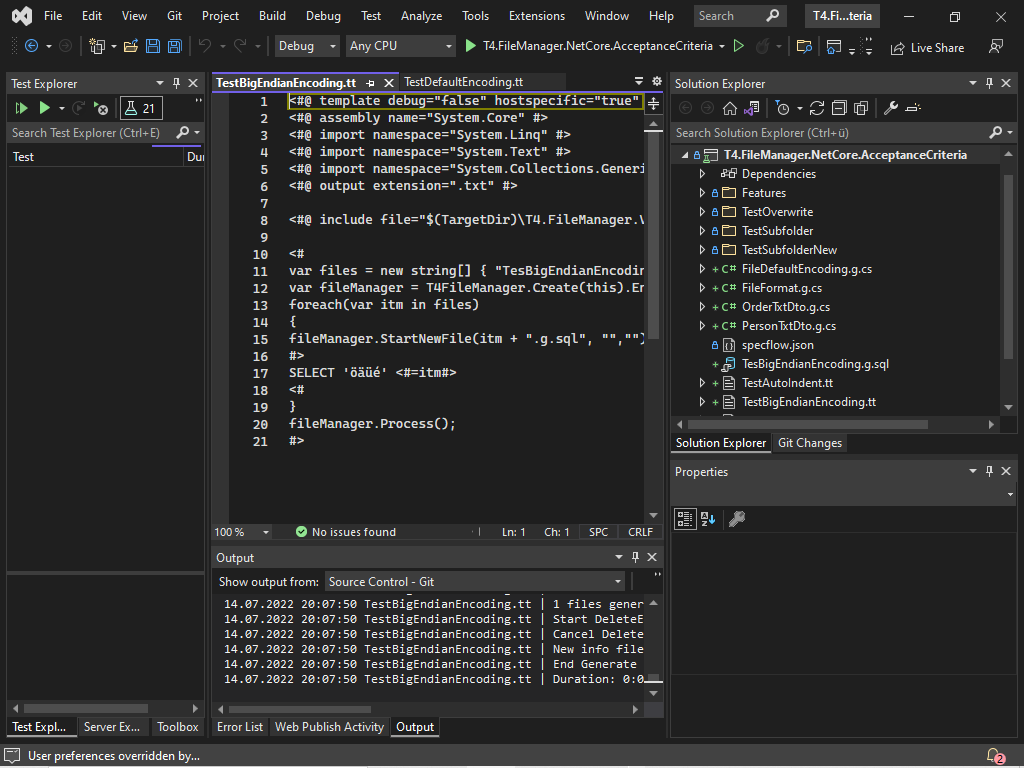 File Edit View Git Project Build Debug Test Analyze Tools Extensions Window Help Search T4.Fi...teria
Debug Any CPU T4.FileManager.NetCore.AcceptanceCriteria Live Share
Test Explorer
21
Search Test Explorer (Ctrl+E)
Test Dur
TestBigEndianEncoding.tt TestDefaultEncoding.tt
1 <#@ template debug="false" hostspecific="true"
2 <#@ assembly name="System.Core" #>
3 <#@ import namespace="System.Linq" #>
4 <#@ import namespace="System.Text" #>
5 <#@ import namespace="System.Collections.Generi
6 <#@ output extension=".txt" #>
7
8 <#@ include file="$(TargetDir)\T4.FileManager.V
9
10 <#
11 var files = new string[] { "TesBigEndianEncodin
12 var fileManager = T4FileManager.Create(this).En
13 foreach(var itm in files)
14 {
15 fileManager.StartNewFile(itm + ".g.sql", "","")
16 #>
17 SELECT 'öäüé' <#=itm#>
18 <#
19 }
20 fileManager.Process();
21 #>
100 % No issues found Ln: 1 Ch: 1 SPC CRLF
Output
Show output from: Source Control - Git
14.07.2022 20:07:50 TestBigEndianEncoding.tt | 1 files gener
14.07.2022 20:07:50 TestBigEndianEncoding.tt | Start DeleteE
14.07.2022 20:07:50 TestBigEndianEncoding.tt | Cancel Delete
14.07.2022 20:07:50 TestBigEndianEncoding.tt | New info file
14.07.2022 20:07:50 TestBigEndianEncoding.tt | End Generate
14.07.2022 20:07:50 TestBigEndianEncoding.tt | Duration: 0:0
Solution Explorer
Search Solution Explorer (Ctrl+ü)
T4.FileManager.NetCore.AcceptanceCriteria
Dependencies
Features
TestOverwrite
TestSubfolder
TestSubfolderNew
+ C# FileDefaultEncoding.g.cs
+ C# FileFormat.g.cs
+ C# OrderTxtDto.g.cs
+ C# PersonTxtDto.g.cs
specflow.json
+ TesBigEndianEncoding.g.sql
+ TestAutoIndent.tt
+ TestBigEndianEncoding.tt
Solution Explorer Git Changes
Properties
Test Expl... Server Ex... Toolbox Error List Web Publish Activity Output
User preferences overridden by... 2